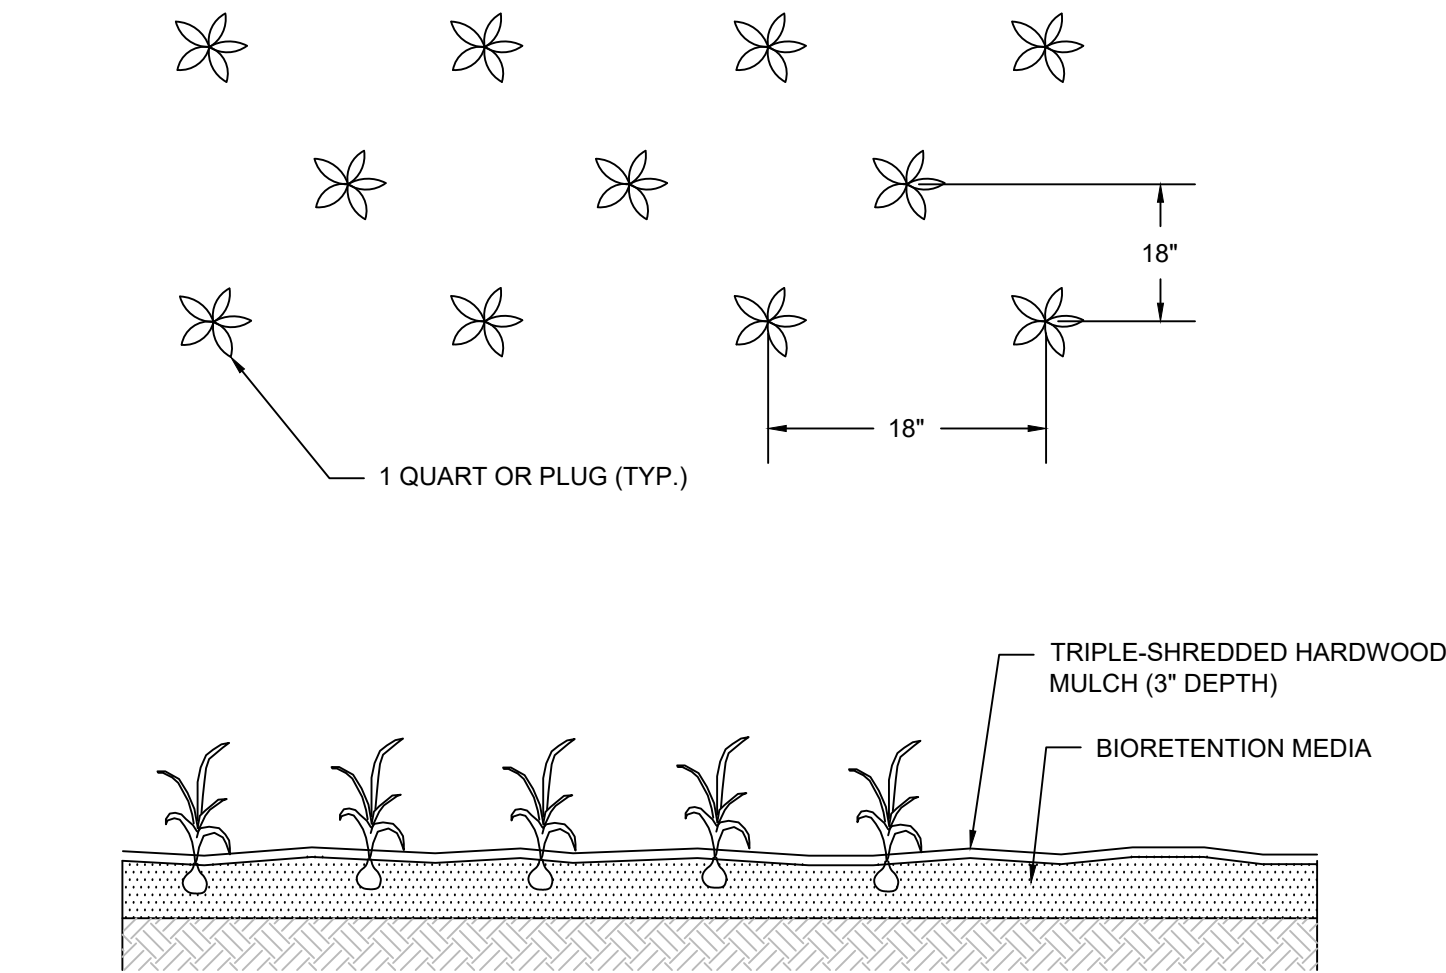 18"
18"
1 QUART OR PLUG (TYP.)
TRIPLE-SHREDDED HARDWOOD
MULCH (3" DEPTH)
BIORETENTION MEDIA